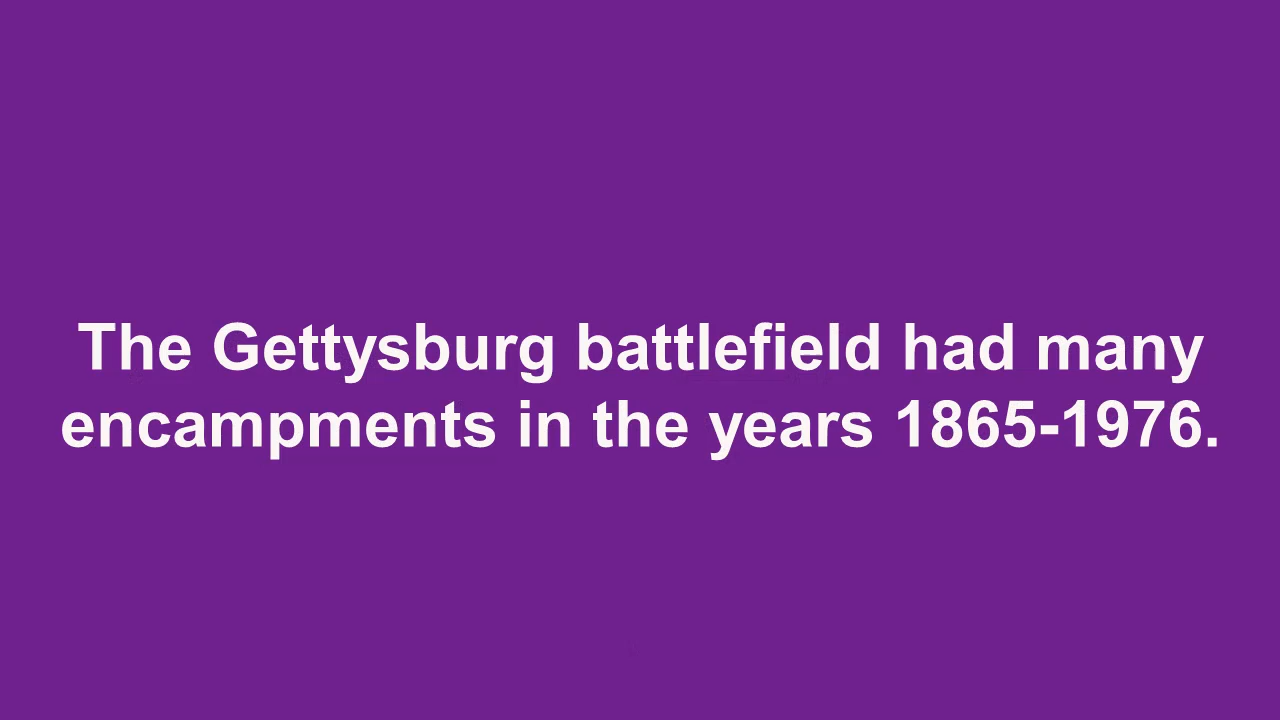 The Gettysburg battlefield had many
encampments in the years 1865-1976.